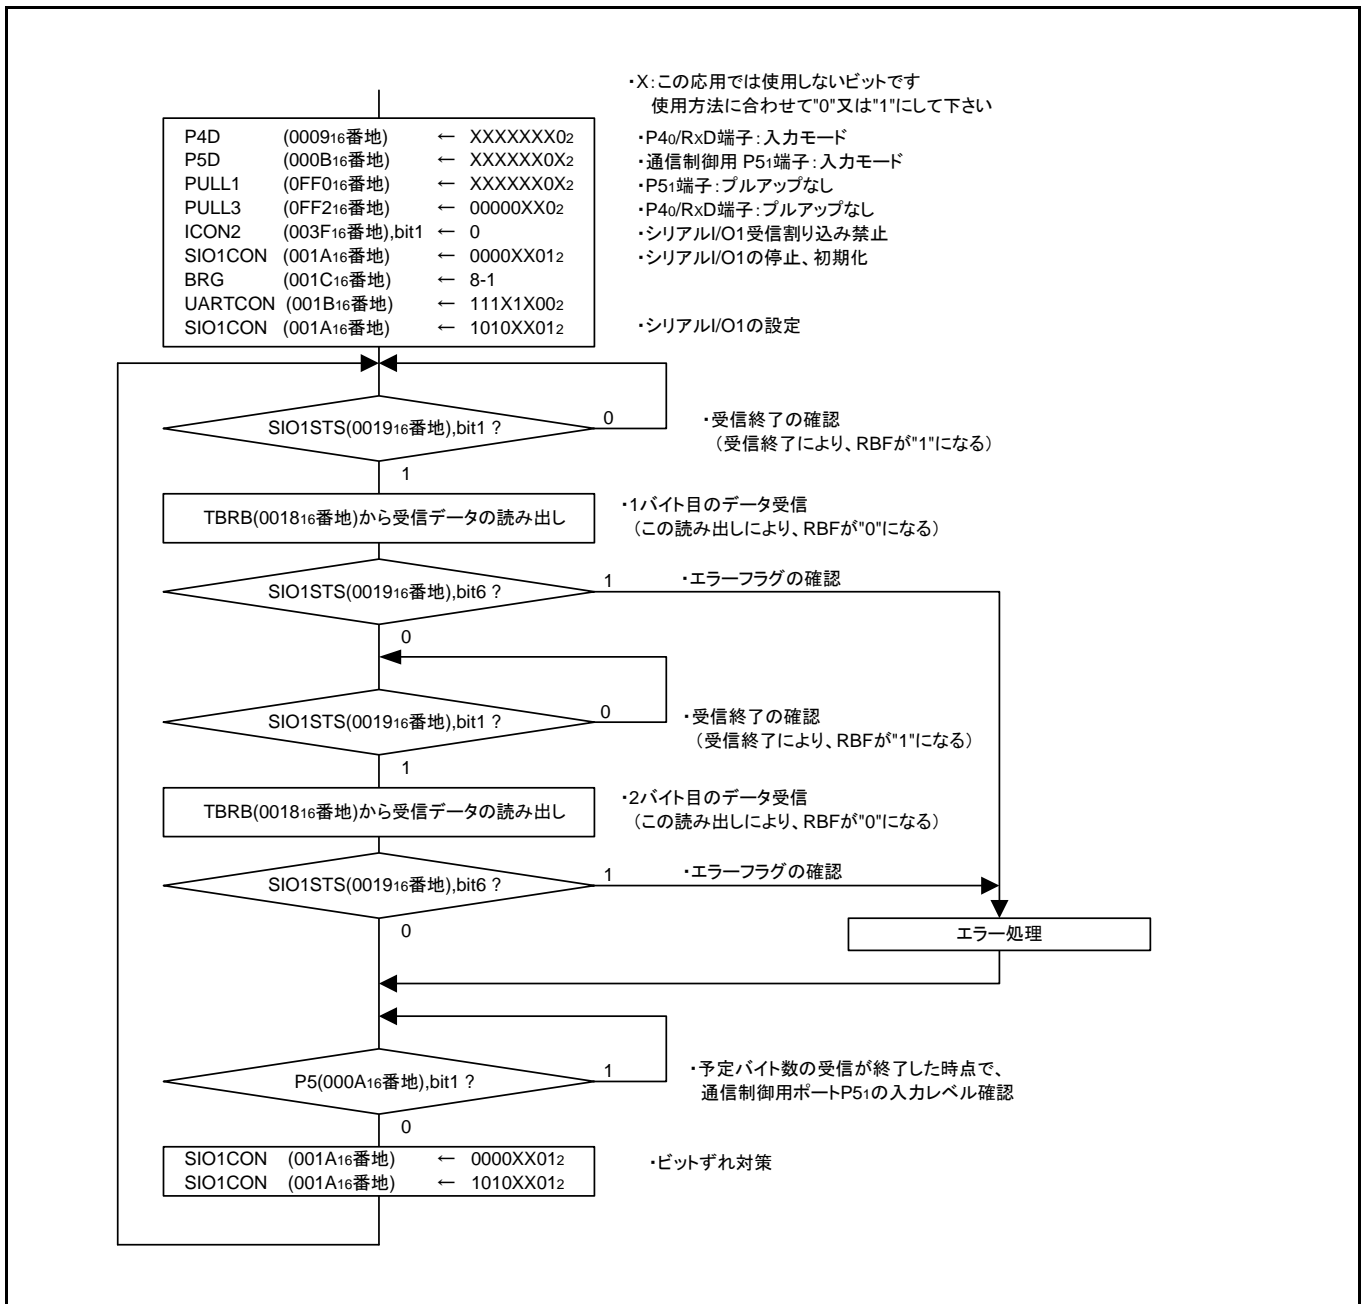 ・X：この応用では使用しないビットです
使用方法に合わせて"0"又は"1"にして下さい
P4D (000916番地) ← XXXXXXX02 ・P40/RxD端子：入力モード
P5D (000B16番地) ← XXXXXX0X2 ・通信制御用 P51端子：入力モード
PULL1 (0FF016番地) ← XXXXXX0X2 ・P51端子：プルアップなし
PULL3 (0FF216番地) ← 00000XX02 ・P40/RxD端子：プルアップなし
ICON2 (003F16番地),bit1 ← 0 ・シリアルI/O1受信割り込み禁止
SIO1CON (001A16番地) ← 0000XX012 ・シリアルI/O1の停止、初期化
BRG (001C16番地) ← 8-1
UARTCON (001B16番地) ← 111X1X002
SIO1CON (001A16番地) ← 1010XX012 ・シリアルI/O1の設定
SIO1STS(001916番地),bit1 ? 0 ・受信終了の確認
（受信終了により、RBFが"1"になる）
1
TBRB(001816番地)から受信データの読み出し ・1バイト目のデータ受信
（この読み出しにより、RBFが"0"になる）
SIO1STS(001916番地),bit6 ? 1 ・エラーフラグの確認
0
SIO1STS(001916番地),bit1 ? 0 ・受信終了の確認
（受信終了により、RBFが"1"になる）
1
TBRB(001816番地)から受信データの読み出し ・2バイト目のデータ受信
（この読み出しにより、RBFが"0"になる）
SIO1STS(001916番地),bit6 ? 1 ・エラーフラグの確認
0
エラー処理
P5(000A16番地),bit1 ? 1 ・予定バイト数の受信が終了した時点で、
通信制御用ポートP51の入力レベル確認
0
SIO1CON (001A16番地) ← 0000XX012 ・ビットずれ対策
SIO1CON (001A16番地) ← 1010XX012